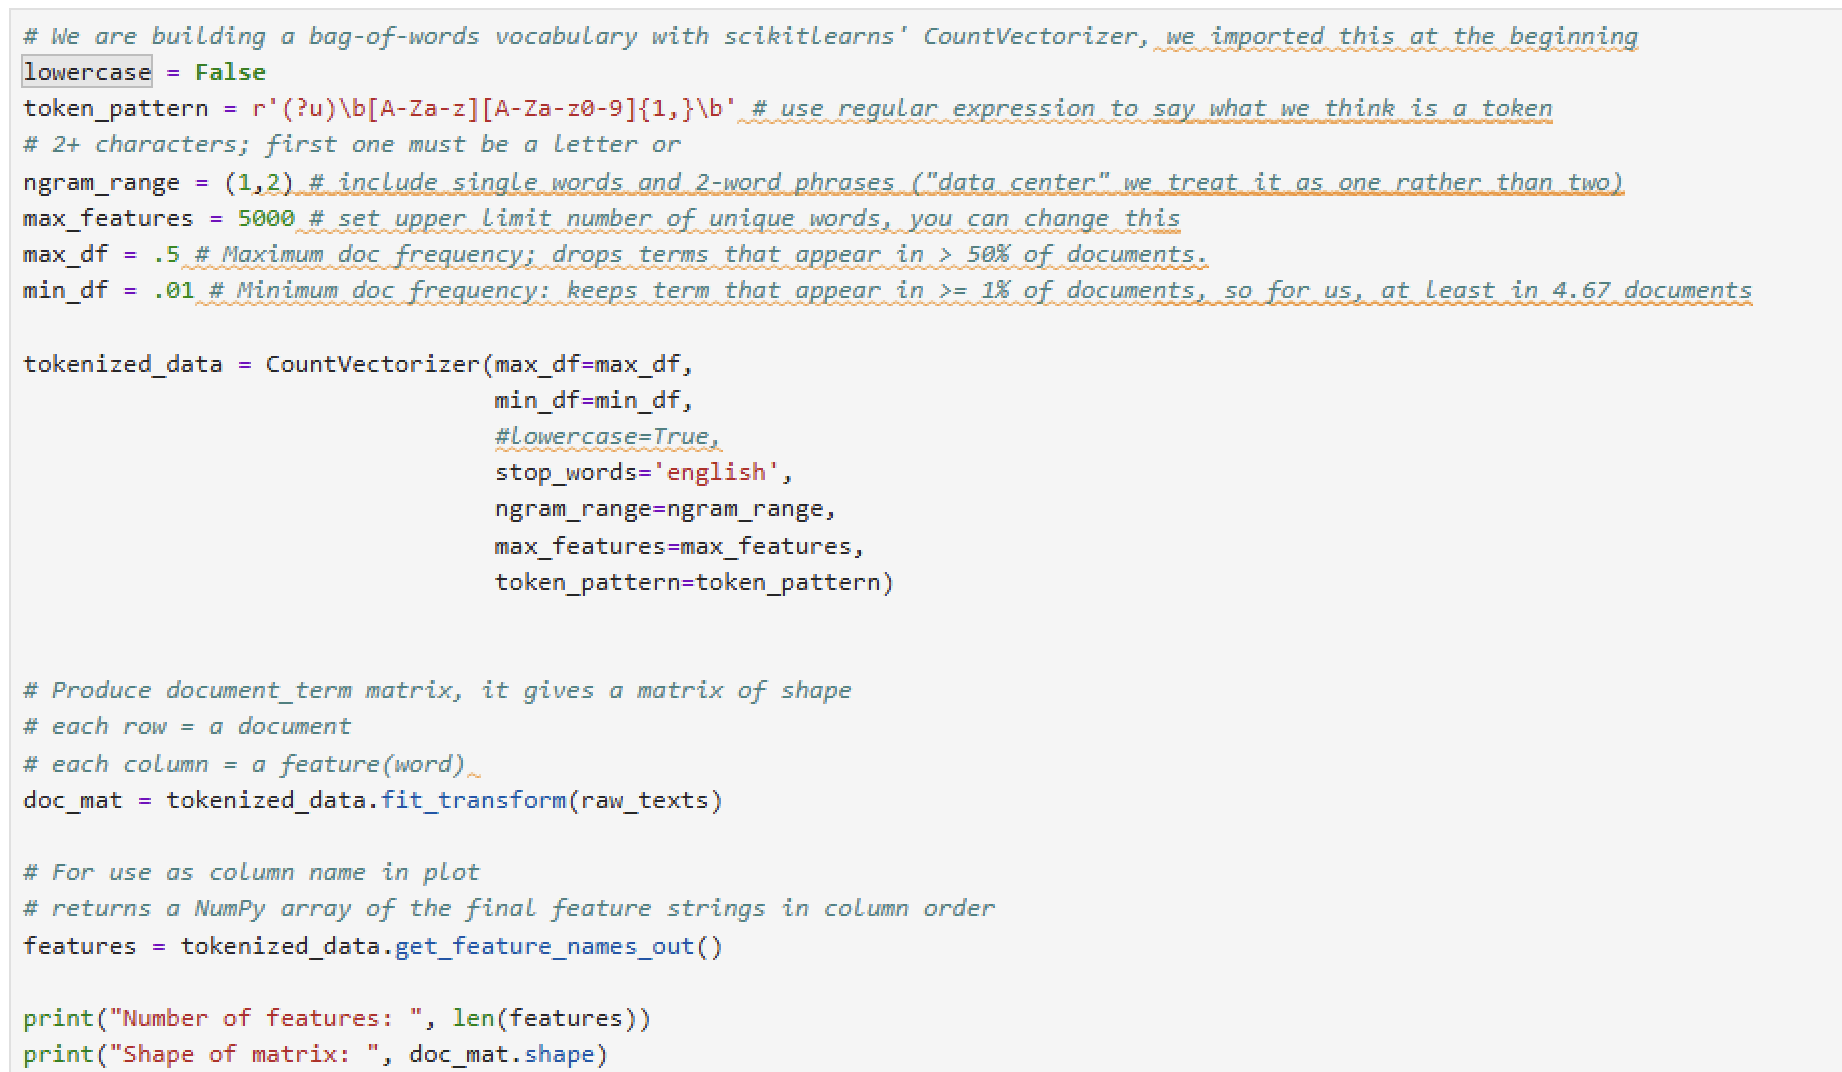 # We are building a bag-of-words vocabulary with scikitlearns' CountVectorizer, we imported this at the beginning
lowercase = False
token_pattern = r'(?u)\b[A-Za-z][A-Za-z0-9]{1,}\b' # use regular expression to say what we think is a token
# 2+ characters; first one must be a letter or
ngram_range = (1,2) # include single words and 2-word phrases ("data center" we treat it as one rather than two)
max_features = 5000 # set upper limit number of unique words, you can change this
max_df = .5 # Maximum doc frequency; drops terms that appear in > 50% of documents.
min_df = .01 # Minimum doc frequency: keeps term that appear in >= 1% of documents, so for us, at least in 4.67 documents
tokenized_data = CountVectorizer(max_df=max_df,
min_df=min_df,
#lowercase=True,
stop_words='english',
ngram_range=ngram_range,
max_features=max_features,
token_pattern=token_pattern)
# Produce document_term matrix, it gives a matrix of shape
# each row = a document
# each column = a feature(word)
doc_mat = tokenized_data.fit_transform(raw_texts)
# For use as column name in plot
# returns a NumPy array of the final feature strings in column order
features = tokenized_data.get_feature_names_out()
print("Number of features: ", len(features))
print("Shape of matrix: ", doc_mat.shape)